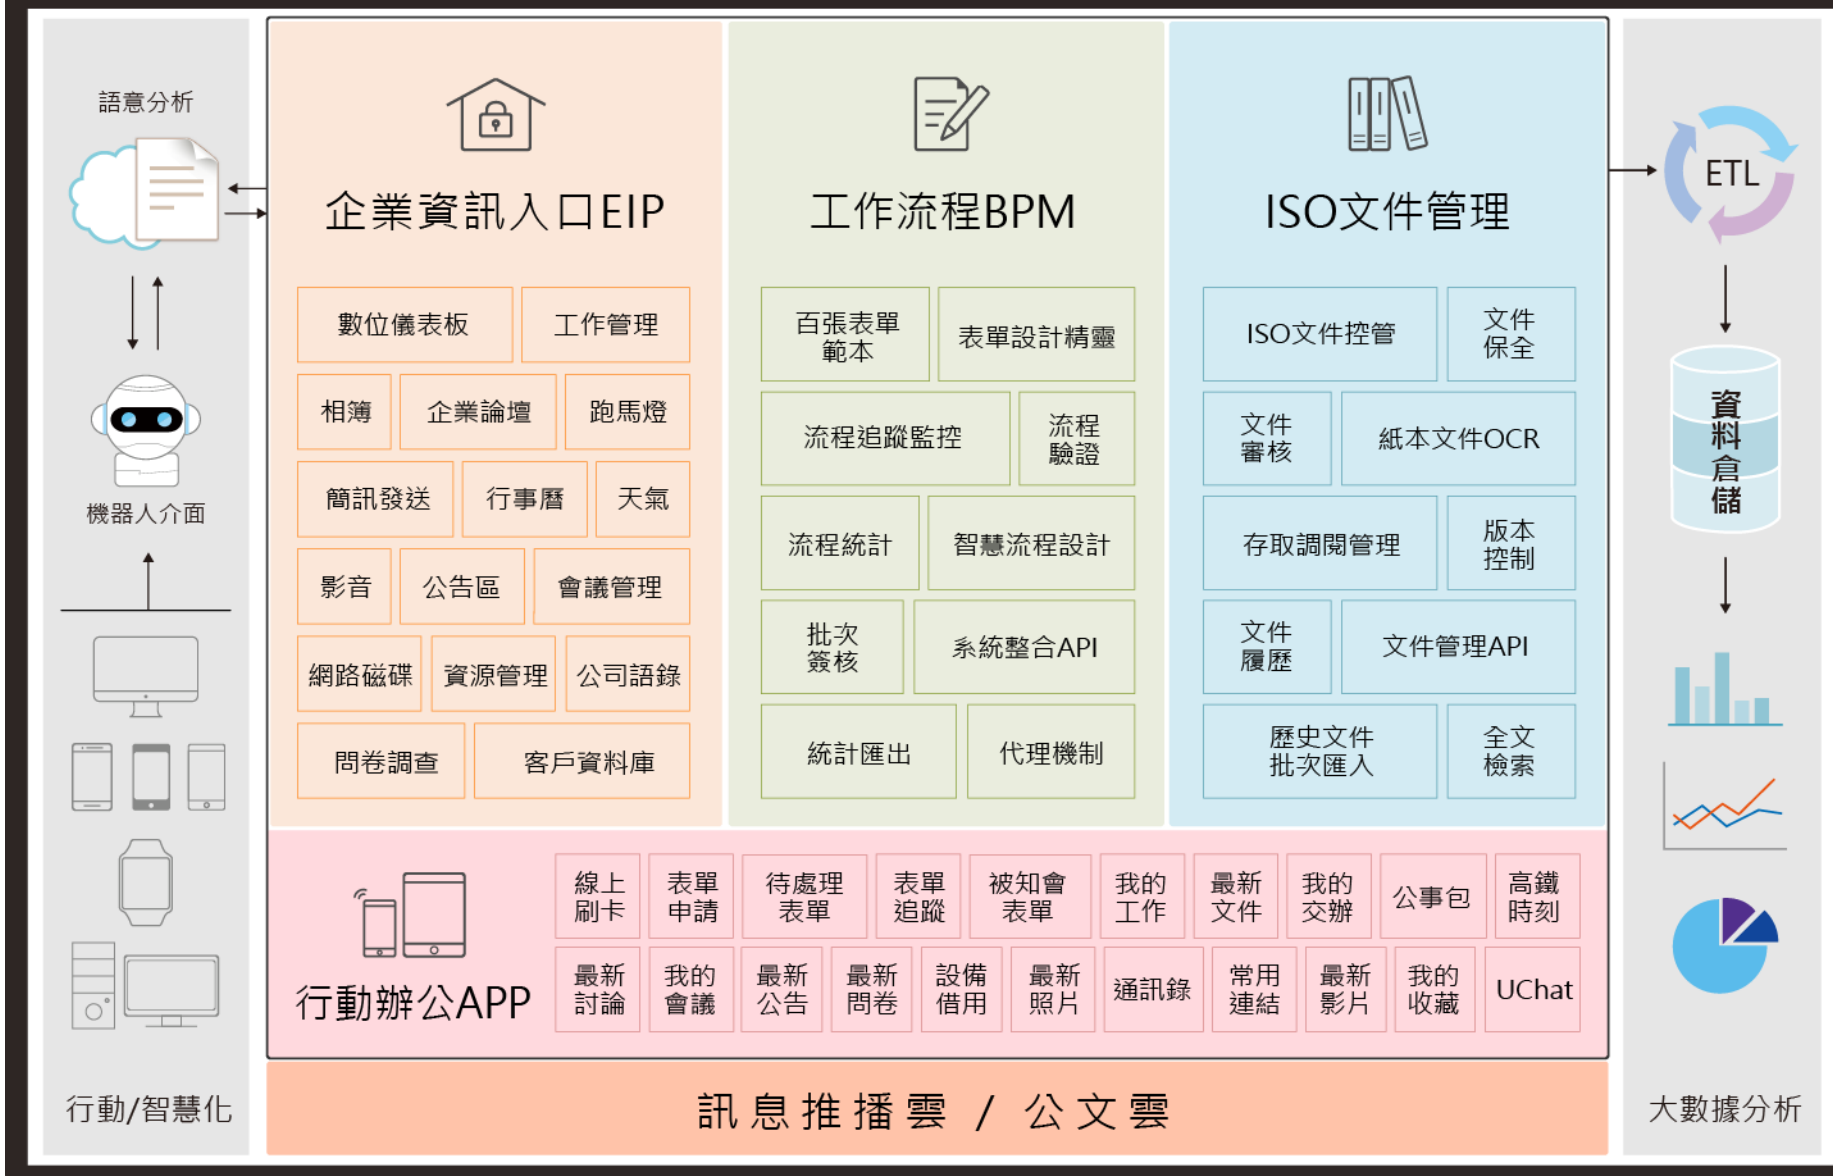 語意分析
機器人介面
行動/智慧化
企業資訊入口EIP
數位儀表板
工作管理
相簿
企業論壇
跑馬燈
簡訊發送
行事曆
天氣
影音
公告區
會議管理
網路磁碟
資源管理
公司語錄
問卷調查
客戶資料庫
工作流程BPM
百張表單
範本
表單設計精靈
流程追蹤監控
流程
驗證
流程統計
智慧流程設計
批次
簽核
系統整合API
統計匯出
代理機制
ISO文件管理
ISO文件控管
文件
保全
文件
審核
紙本文件OCR
存取調閱管理
版本
控制
文件
履歷
文件管理API
歷史文件
批次匯入
全文
檢索
行動辦公APP
線上
刷卡
表單
申請
待處理
表單
表單
追蹤
被知會
表單
我的
工作
最新
文件
我的
交辦
公事包
高鐵
時刻
最新
討論
我的
會議
最新
公告
最新
問卷
設備
借用
最新
照片
通訊錄
常用
連結
最新
影片
我的
收藏
UChat
訊息推播雲 / 公文雲
ETL
資料倉儲
大數據分析